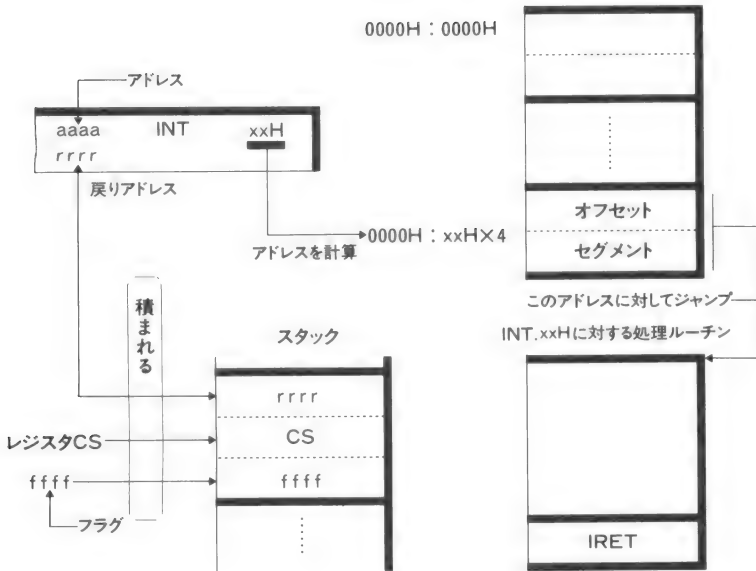 0000H：0000H
アドレス
aaaa INT xxH
rrrr
戻りアドレス
アドレスを計算
0000H：xxH×4
オフセット
セグメント
このアドレスに対してジャンプ
INT.xxHに対する処理ルーチン
積まれる
スタック
rrrr
レジスタCS
CS
ffff
ffff
フラグ
IRET